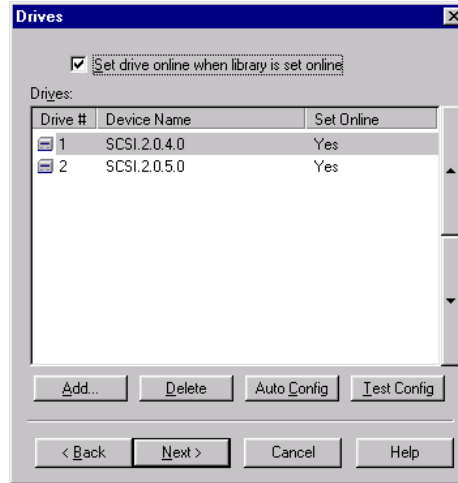 Drives
Set drive online when library is set online
Drives:
Drive # Device Name Set Online
1 SCSI.2.0.4.0 Yes
2 SCSI.2.0.5.0 Yes
Add... Delete Auto Config Test Config
< Back Next > Cancel Help